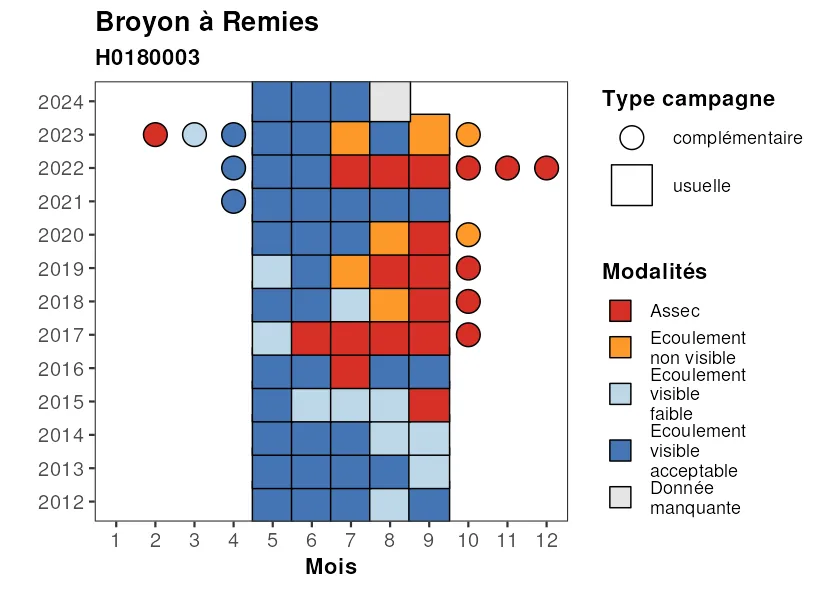 Broyon à Remies
H0180003
2024
2023
2022
2021
2020
2019
2018
2017
2016
2015
2014
2013
2012
1 2 3 4 5 6 7 8 9 10 11 12
Mois
Type campagne
complémentaire
usuelle
Modalités
Assec
Ecoulement
non visible
Ecoulement
visible
faible
Ecoulement
visible
acceptable
Donnée
manquante